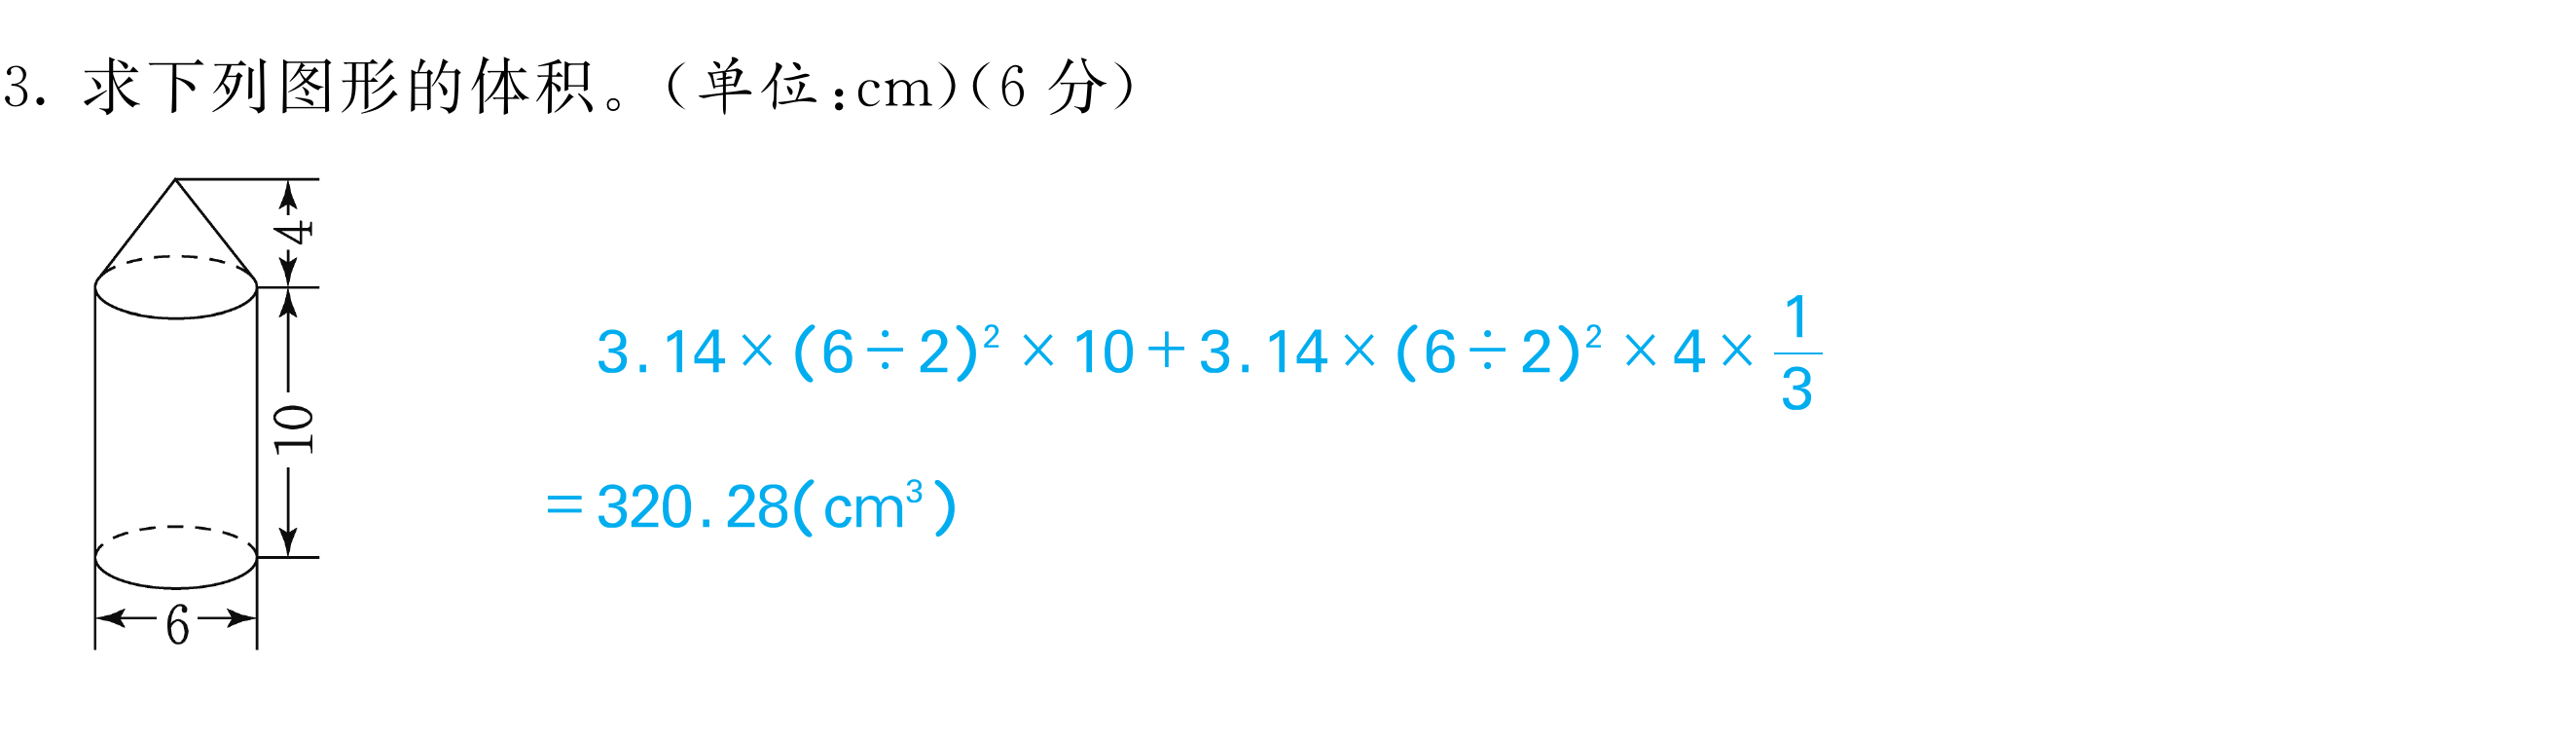 3. 求下列图形的体积。(单位:cm)(6 分)
4
10
6
3.14×(6÷2)²×10+3.14×(6÷2)²×4×1/3
=320.28(cm³)